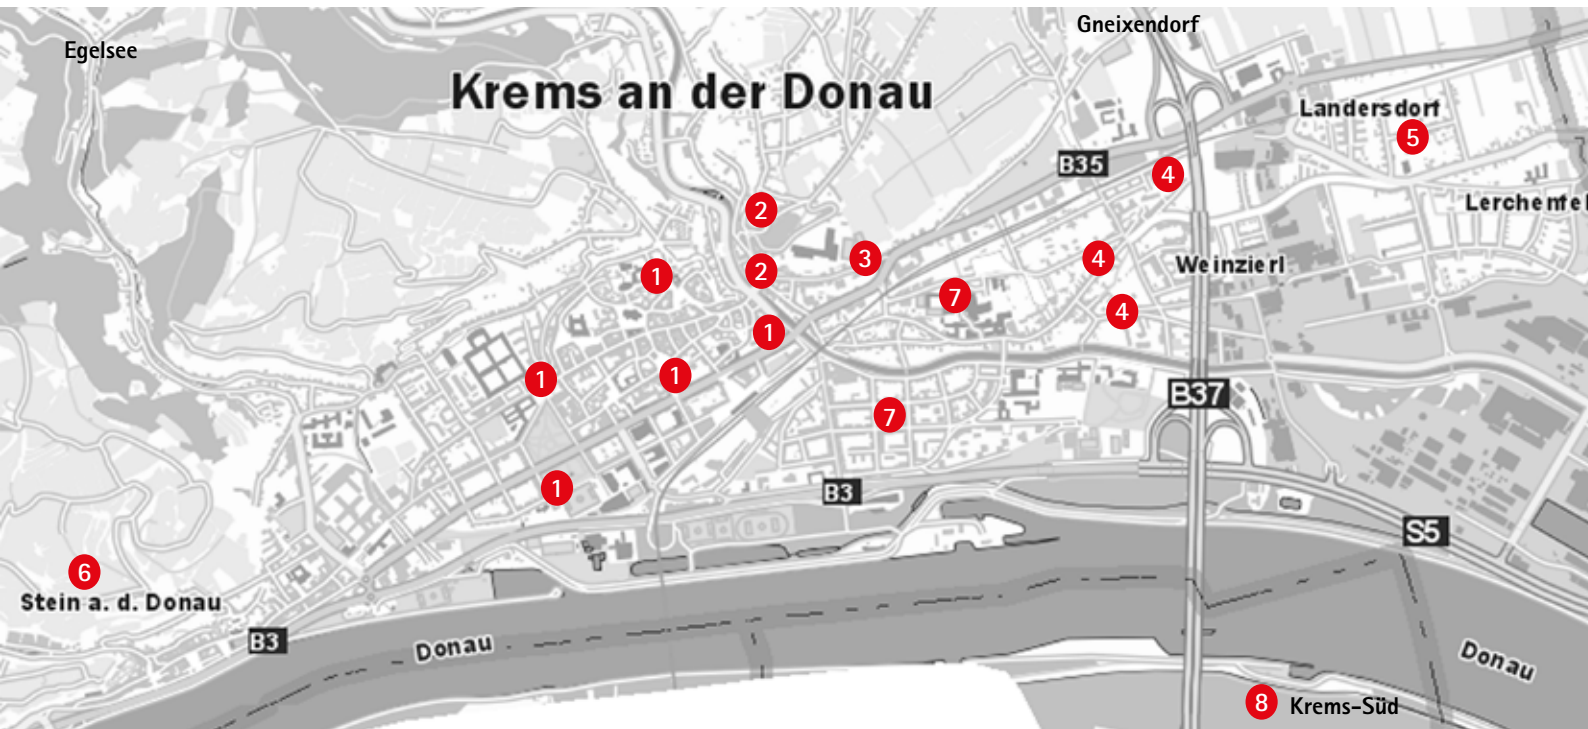 Gneixendorf
Egelsee
Krems an der Donau
Landersdorf
5
B35
4
Lerchenfel
2
3
4
Weinzierl
1
2
7
4
1
1
1
B37
7
1
B3
S5
6
Stein a. d. Donau
B3
Donau
Donau
8 Krems-Süd